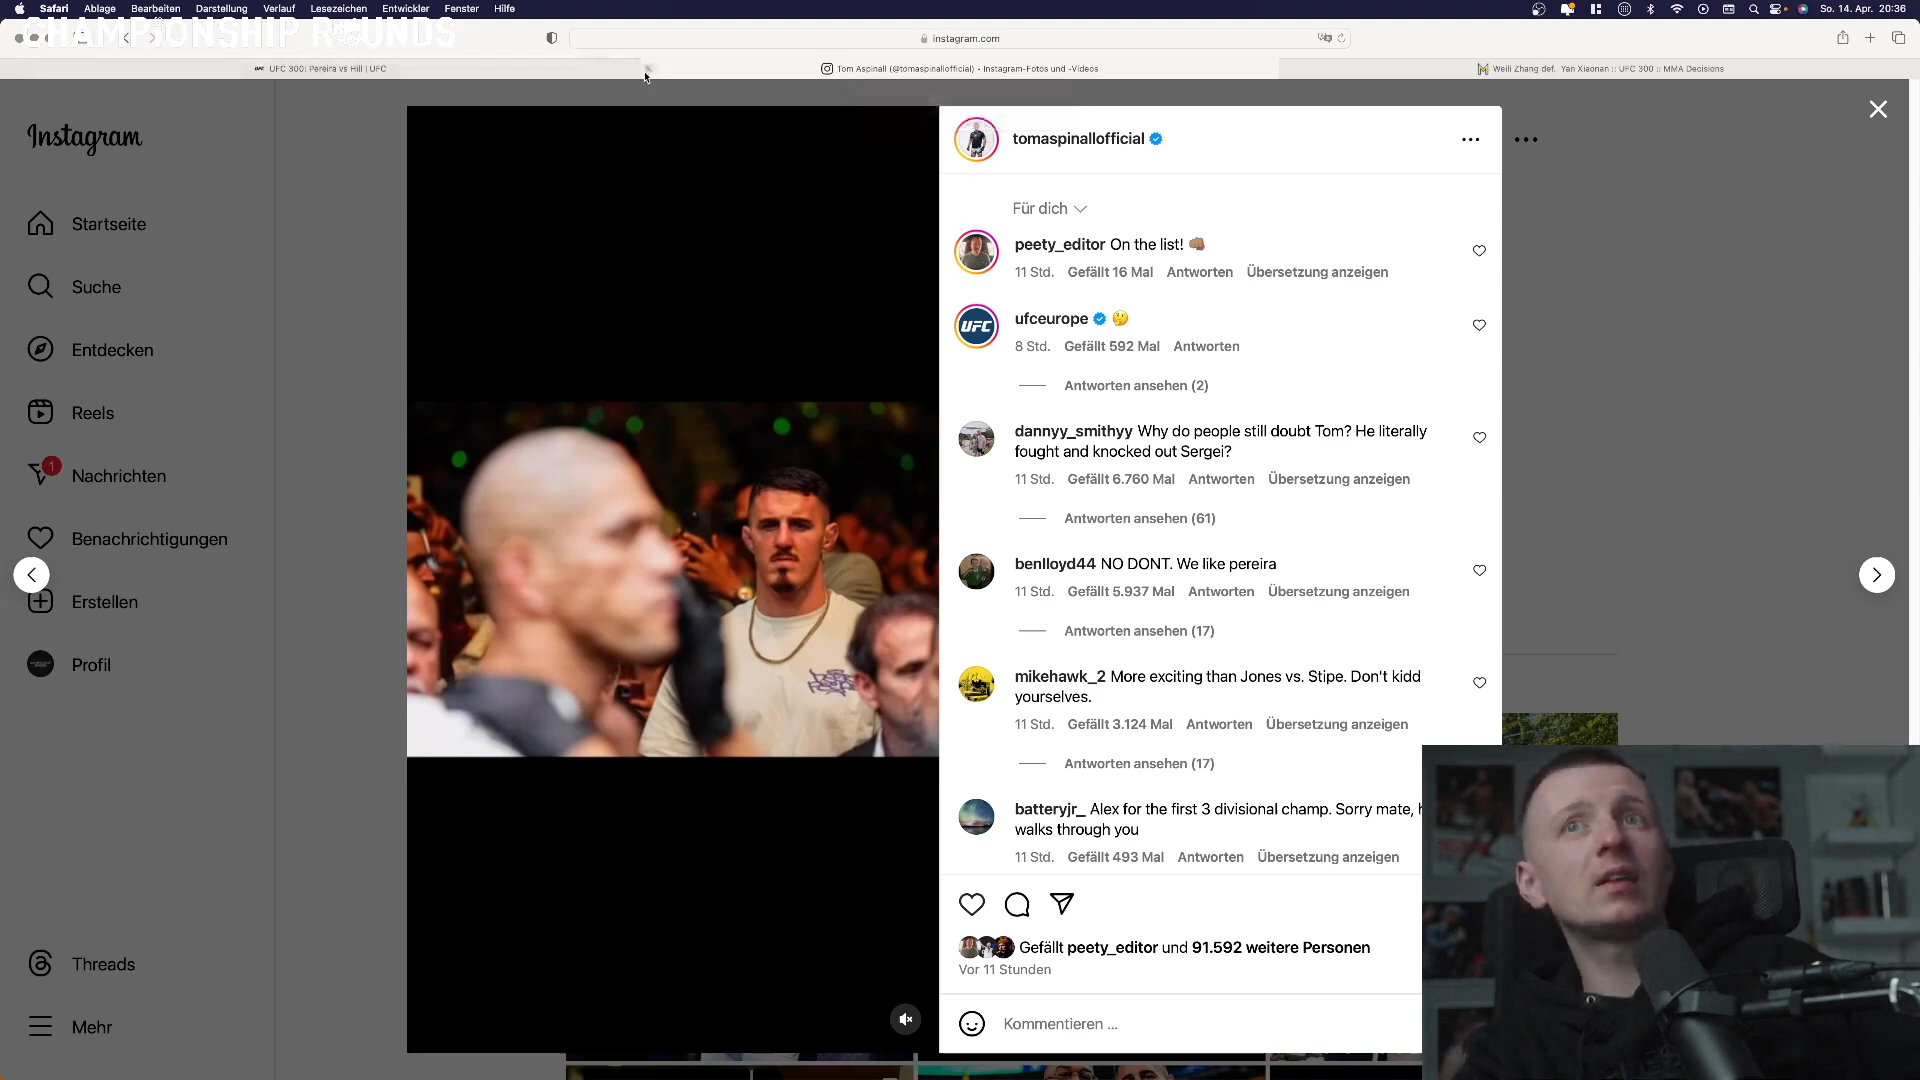 Safari Ablage Bearbeiten Darstellung Verlauf Lesezeichen Entwickler Fenster Hilfe
So. 14. Apr. 20:36
CHAMPIONSHIP ROUNDS
instagram.com
UFC 300: Pereira vs Hill | UFC
Tom Aspinall (@tomaspinallofficial) • Instagram-Fotos und -Videos
Weili Zhang def. Yan Xiaonan :: UFC 300 :: MMA Decisions
Instagram
Startseite
Suche
Entdecken
Reels
1
Nachrichten
Benachrichtigungen
Erstellen
Profil
Threads
Mehr
tomaspinallofficial
Für dich
peety_editor On the list! 👊🏽
11 Std. Gefällt 16 Mal Antworten Übersetzung anzeigen
UFC
ufceurope 🤔
8 Std. Gefällt 592 Mal Antworten
Antworten ansehen (2)
dannyy_smithyy Why do people still doubt Tom? He literally
fought and knocked out Sergei?
11 Std. Gefällt 6.760 Mal Antworten Übersetzung anzeigen
Antworten ansehen (61)
benlloyd44 NO DONT. We like pereira
11 Std. Gefällt 5.937 Mal Antworten Übersetzung anzeigen
Antworten ansehen (17)
mikehawk_2 More exciting than Jones vs. Stipe. Don't kidd
yourselves.
11 Std. Gefällt 3.124 Mal Antworten Übersetzung anzeigen
Antworten ansehen (17)
batteryjr_ Alex for the first 3 divisional champ. Sorry mate,
walks through you
11 Std. Gefällt 493 Mal Antworten Übersetzung anzeigen
Gefällt peety_editor und 91.592 weitere Personen
Vor 11 Stunden
Kommentieren ...